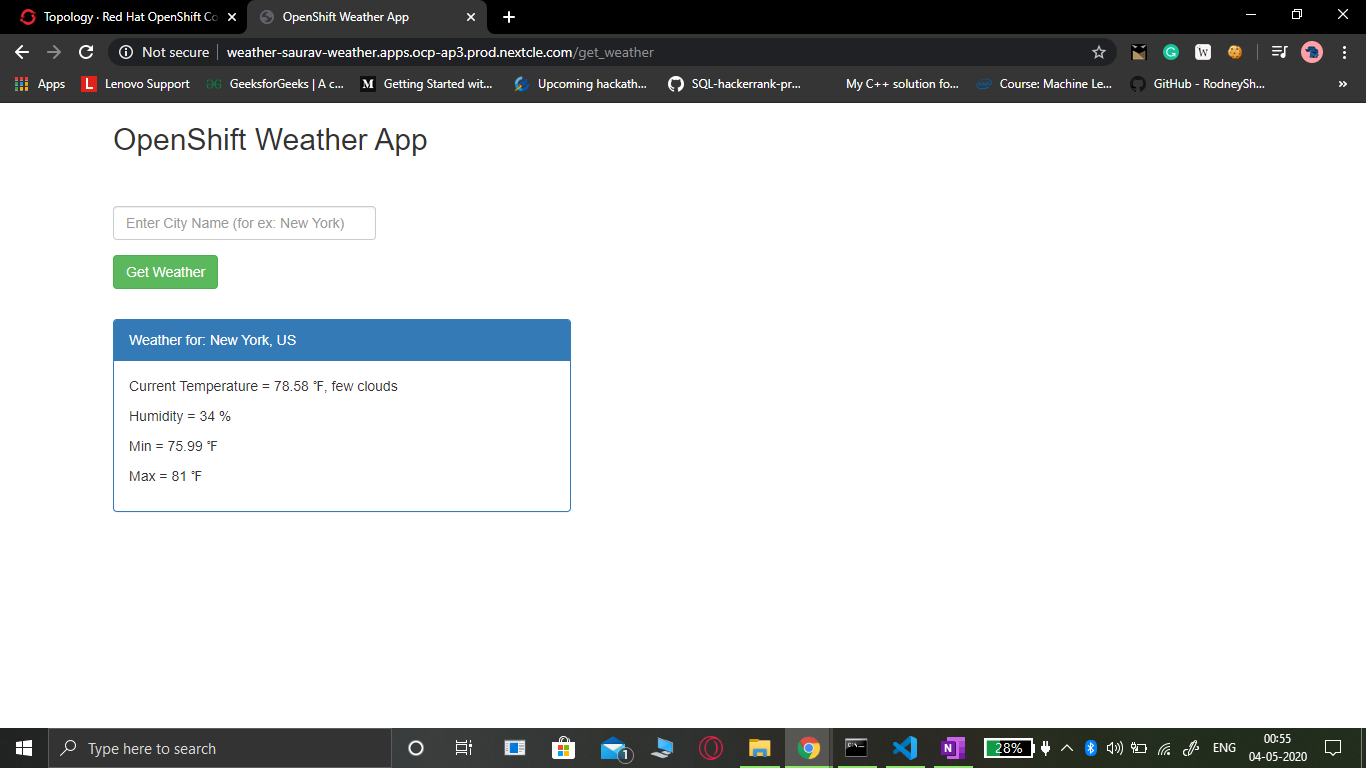 Topology · Red Hat OpenShift Co
OpenShift Weather App
Not secure
weather-saurav-weather.apps.ocp-ap3.prod.nextcle.com/get_weather
Apps
Lenovo Support
GeeksforGeeks | A c...
Getting Started wit...
Upcoming hackath...
SQL-hackerrank-pr...
My C++ solution fo...
Course: Machine Le...
GitHub - RodneySh...
»
OpenShift Weather App
Enter City Name (for ex: New York)
Get Weather
Weather for: New York, US
Current Temperature = 78.58 °F, few clouds
Humidity = 34 %
Min = 75.99 °F
Max = 81 °F
Type here to search
1
28%
ENG
00:55
04-05-2020